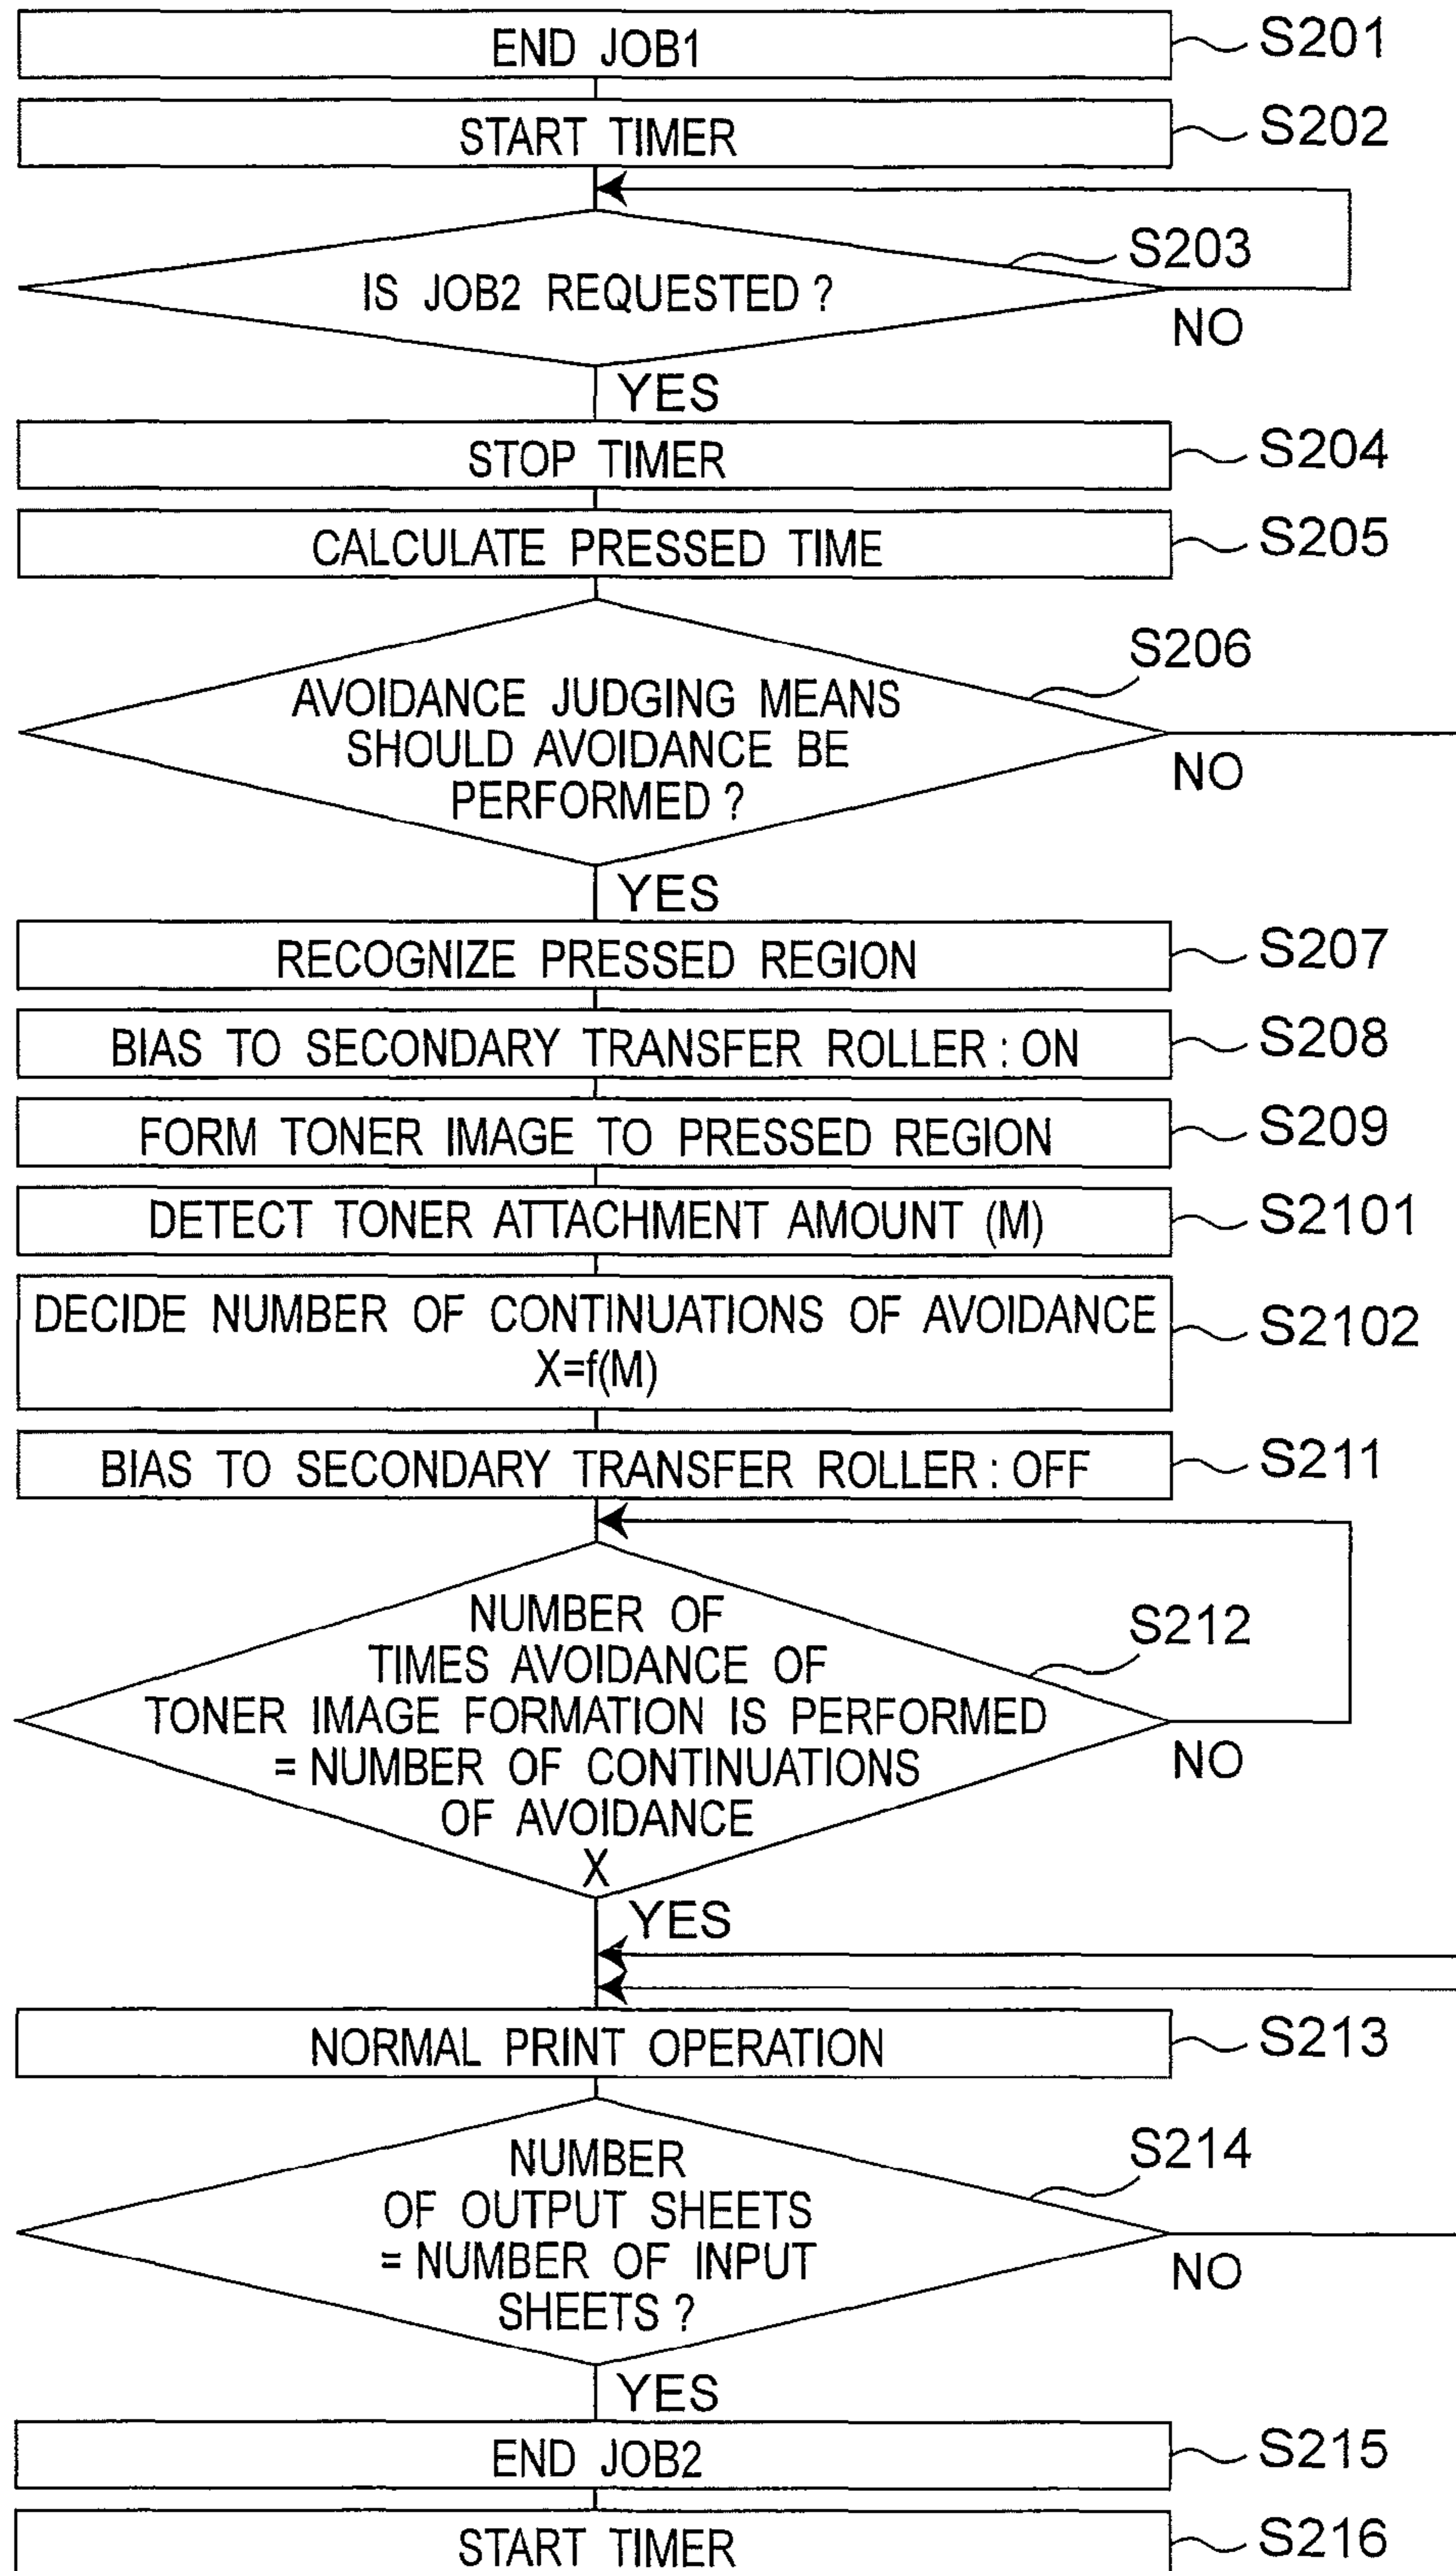 END JOB1
S201
START TIMER
S202
S203
IS JOB2 REQUESTED ?
NO
YES
STOP TIMER
S204
CALCULATE PRESSED TIME
S205
S206
AVOIDANCE JUDGING MEANS
SHOULD AVOIDANCE BE
PERFORMED ?
NO
YES
RECOGNIZE PRESSED REGION
S207
BIAS TO SECONDARY TRANSFER ROLLER : ON
S208
FORM TONER IMAGE TO PRESSED REGION
S209
DETECT TONER ATTACHMENT AMOUNT (M)
S2101
DECIDE NUMBER OF CONTINUATIONS OF AVOIDANCE
X=f(M)
S2102
BIAS TO SECONDARY TRANSFER ROLLER : OFF
S211
NUMBER OF
S212
TIMES AVOIDANCE OF
TONER IMAGE FORMATION IS PERFORMED
= NUMBER OF CONTINUATIONS
NO
OF AVOIDANCE
X
YES
NORMAL PRINT OPERATION
S213
S214
NUMBER
OF OUTPUT SHEETS
= NUMBER OF INPUT
NO
SHEETS ?
YES
END JOB2
S215
START TIMER
S216